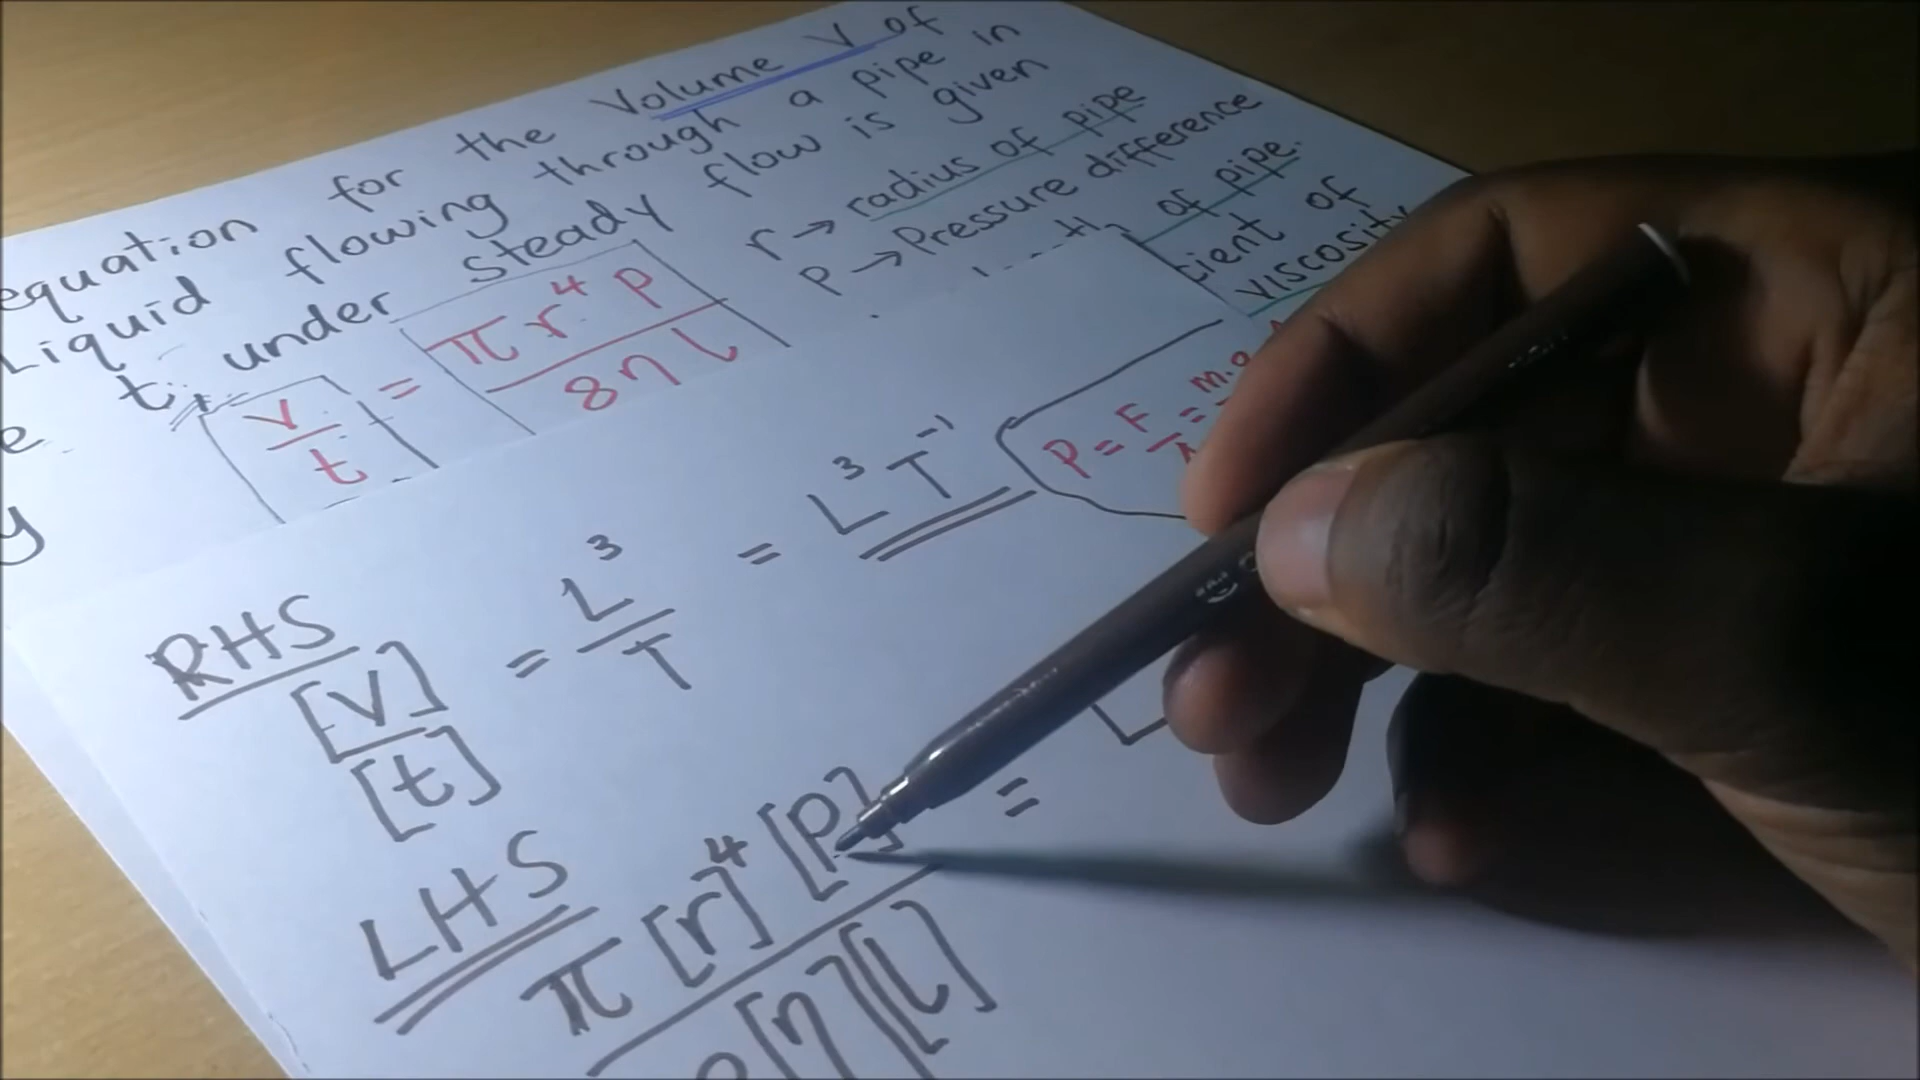 equation for the Volume V of
Liquid flowing through a pipe in
t, under steady flow is given
r → radius of pipe
p → Pressure difference
of pipe.
cient of
viscosity
V/t = πr⁴p/8ηl
P = F/A = m.a
RHS
[V]/[t] = L³/T = L³T⁻¹
LHS
π[r]⁴[p]/8[η][l] =